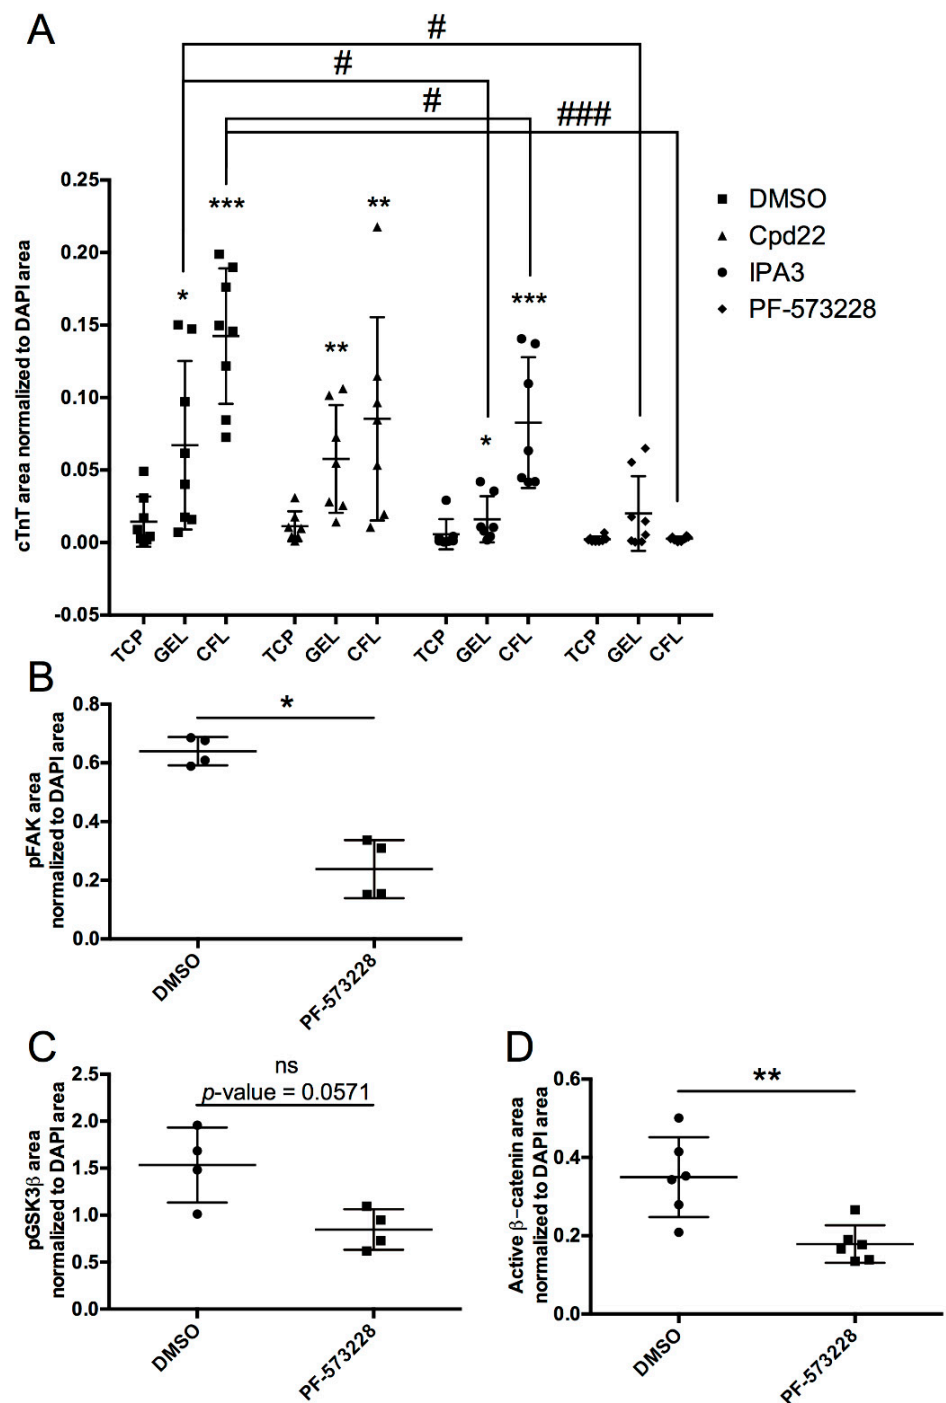 A
#
#
#
###
0.25
0.20
0.15
0.10
0.05
0.00
-0.05
cTnT area normalized to DAPI area
*
***
**
**
*
***
DMSO
Cpd22
IPA3
PF-573228
TCP GEL CFL TCP GEL CFL TCP GEL CFL TCP GEL CFL
B
0.8
0.6
0.4
0.2
0.0
pFAK area
normalized to DAPI area
*
DMSO
PF-573228
C
2.5
2.0
1.5
1.0
0.5
0.0
pGSK3β area
normalized to DAPI area
ns
p-value = 0.0571
DMSO
PF-573228
D
0.6
0.4
0.2
0.0
Active β-catenin area
normalized to DAPI area
**
DMSO
PF-573228